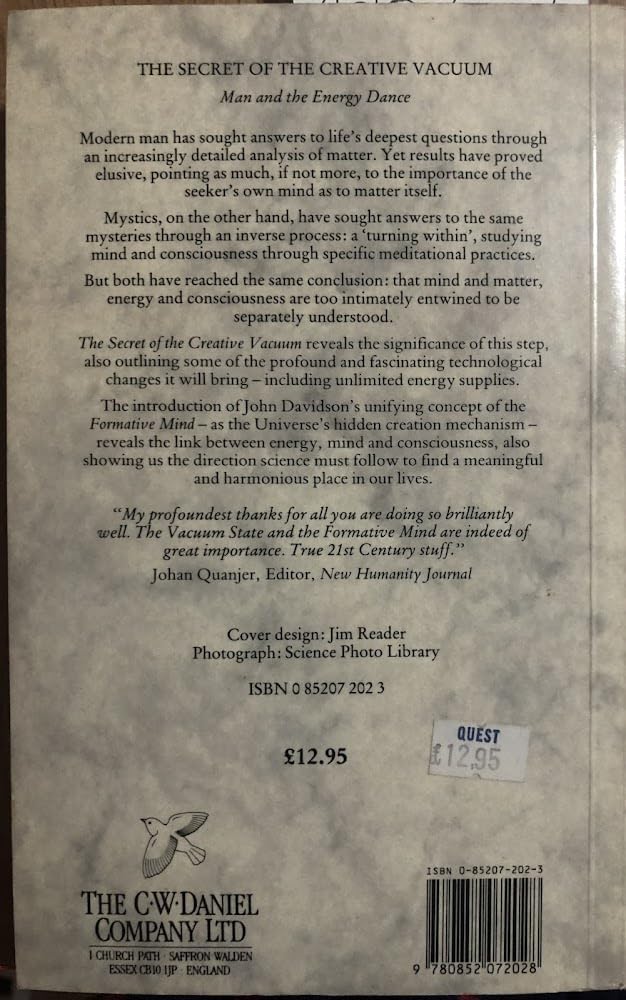 THE SECRET OF THE CREATIVE VACUUM
Man and the Energy Dance
Modern man has sought answers to life's deepest questions through
an increasingly detailed analysis of matter. Yet results have proved
elusive, pointing as much, if not more, to the importance of the
seeker's own mind as to matter itself.
Mystics, on the other hand, have sought answers to the same
mysteries through an inverse process: a 'turning within', studying
mind and consciousness through specific meditational practices.
But both have reached the same conclusion: that mind and matter,
energy and consciousness are too intimately entwined to be
separately understood.
The Secret of the Creative Vacuum reveals the significance of this step,
also outlining some of the profound and fascinating technological
changes it will bring – including unlimited energy supplies.
The introduction of John Davidson's unifying concept of the
Formative Mind – as the Universe's hidden creation mechanism –
reveals the link between energy, mind and consciousness, also
showing us the direction science must follow to find a meaningful
and harmonious place in our lives.
"My profoundest thanks for all you are doing so brilliantly
well. The Vacuum State and the Formative Mind are indeed of
great importance. True 21st Century stuff."
Johan Quanjer, Editor, New Humanity Journal
Cover design: Jim Reader
Photograph: Science Photo Library
ISBN 0 85207 202 3
£12.95
QUEST
£12.95
THE C·W·DANIEL
COMPANY LTD
1 CHURCH PATH · SAFFRON WALDEN
ESSEX CB10 1JP · ENGLAND
ISBN 0-85207-202-3
9 780852 072028